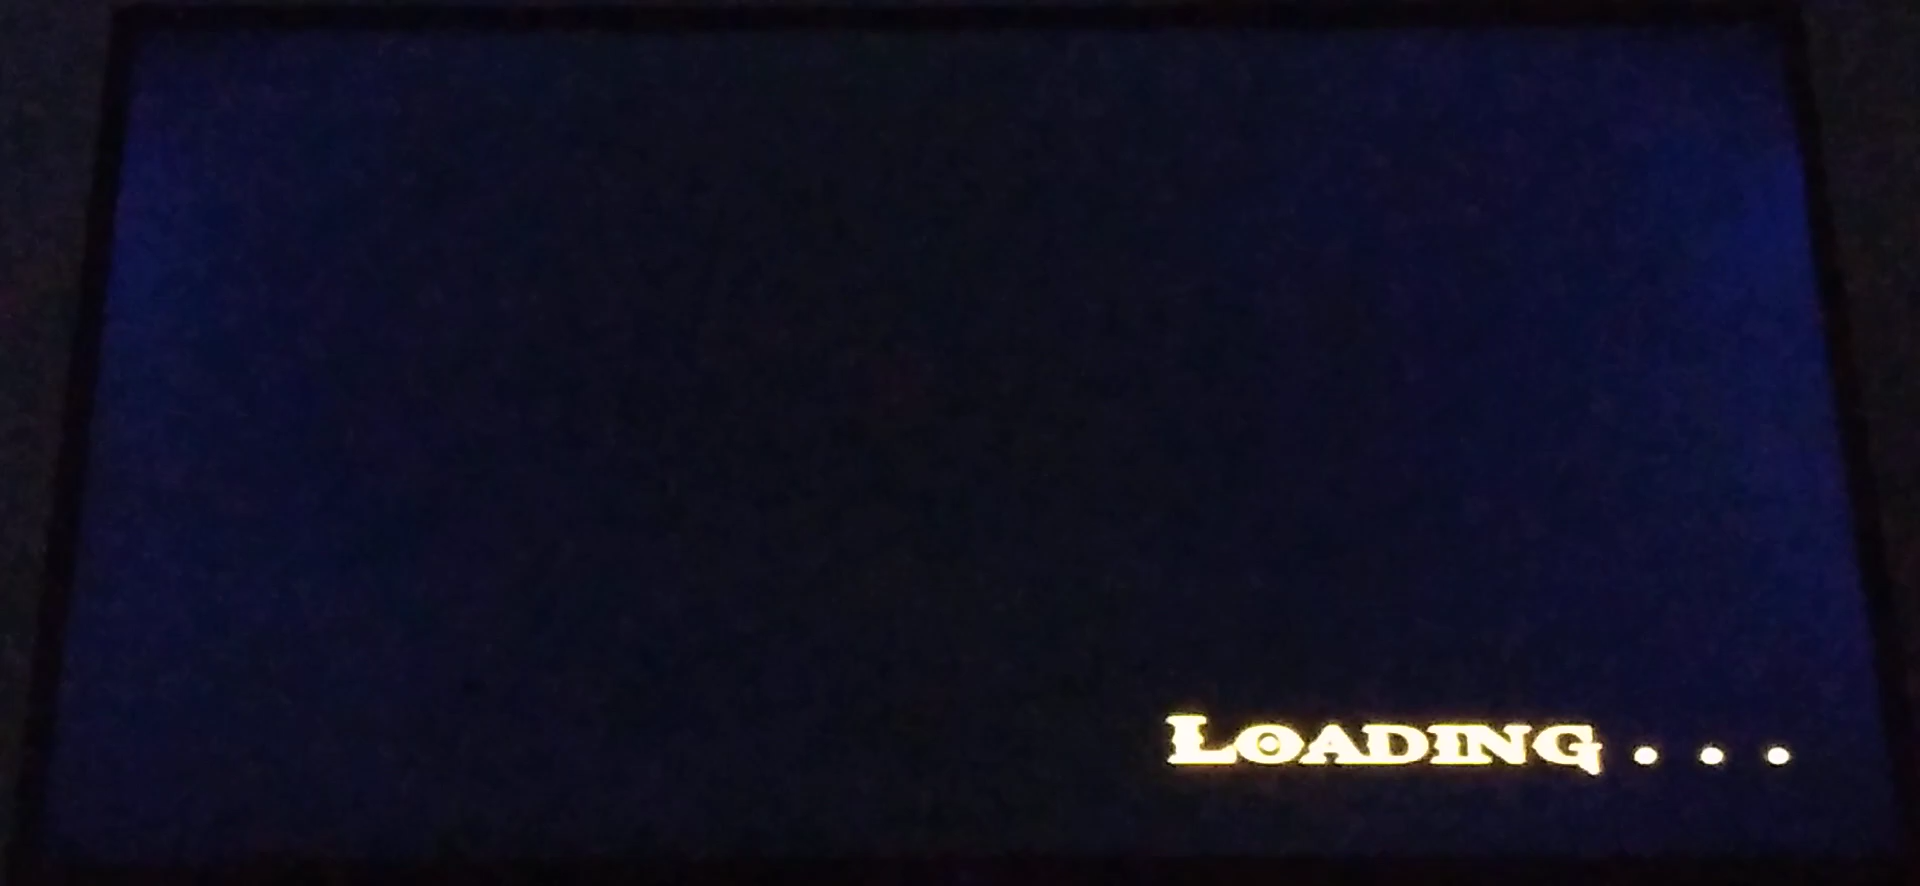 LOADING . . .